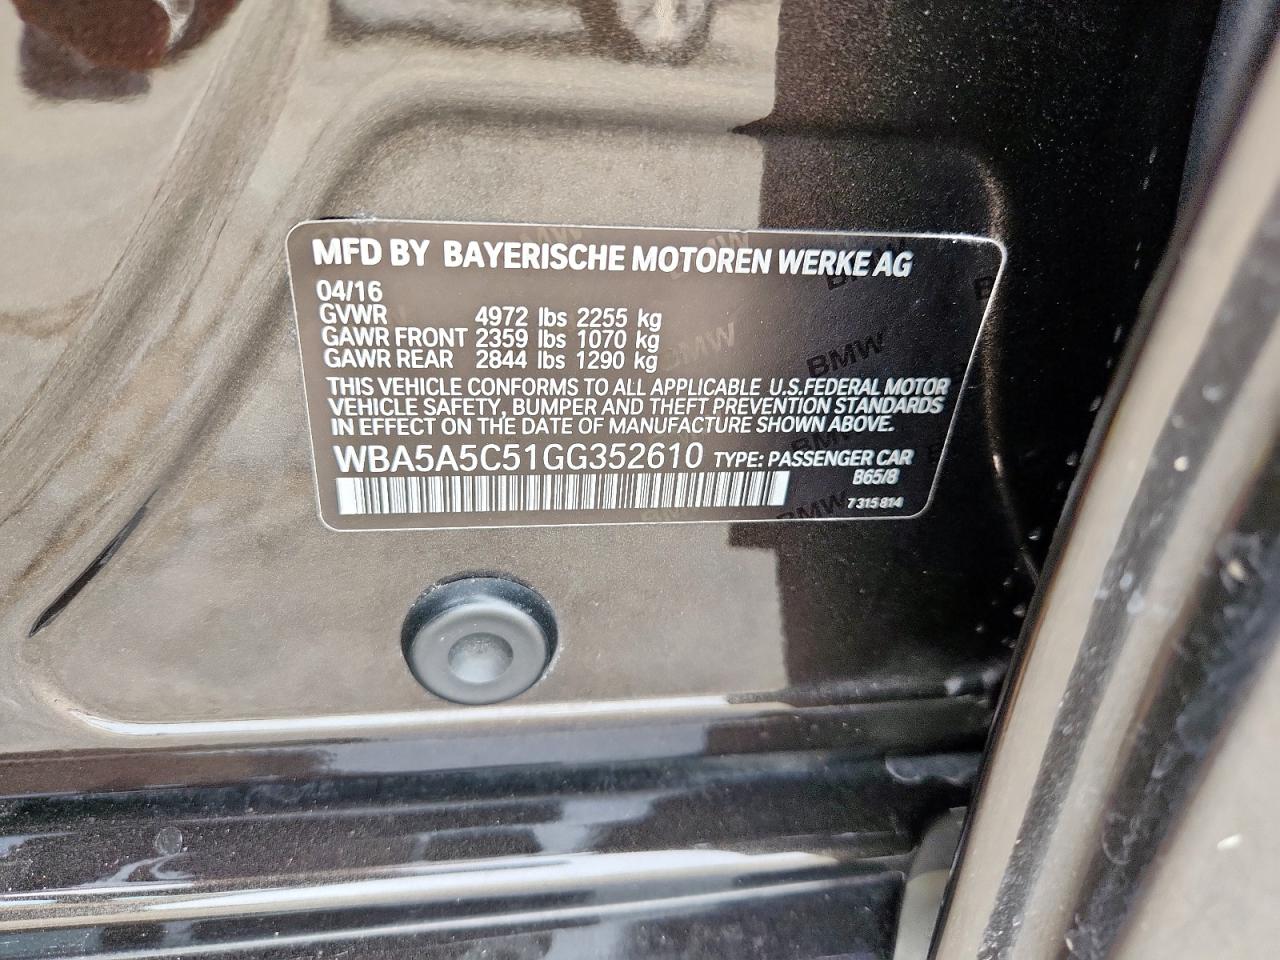 MFD BY BAYERISCHE MOTOREN WERKE AG
04/16
GVWR 4972 lbs 2255 kg
GAWR FRONT 2359 lbs 1070 kg
GAWR REAR 2844 lbs 1290 kg
THIS VEHICLE CONFORMS TO ALL APPLICABLE U.S.FEDERAL MOTOR
VEHICLE SAFETY, BUMPER AND THEFT PREVENTION STANDARDS
IN EFFECT ON THE DATE OF MANUFACTURE SHOWN ABOVE.
WBA5A5C51GG352610 TYPE: PASSENGER CAR
B65/8
7 315 814
BMW
BMW
BMW